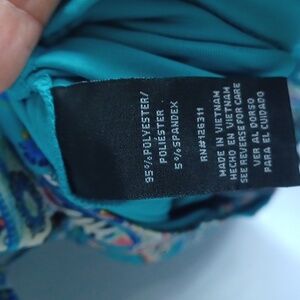 95%POLYESTER/
POLIÉSTER
5%SPANDEX
RN#126311
MADE IN VIETNAM
HECHO EN VIETNAM
SEE REVERSE FOR CARE
VER AL DORSO
PARA EL CUIDADO